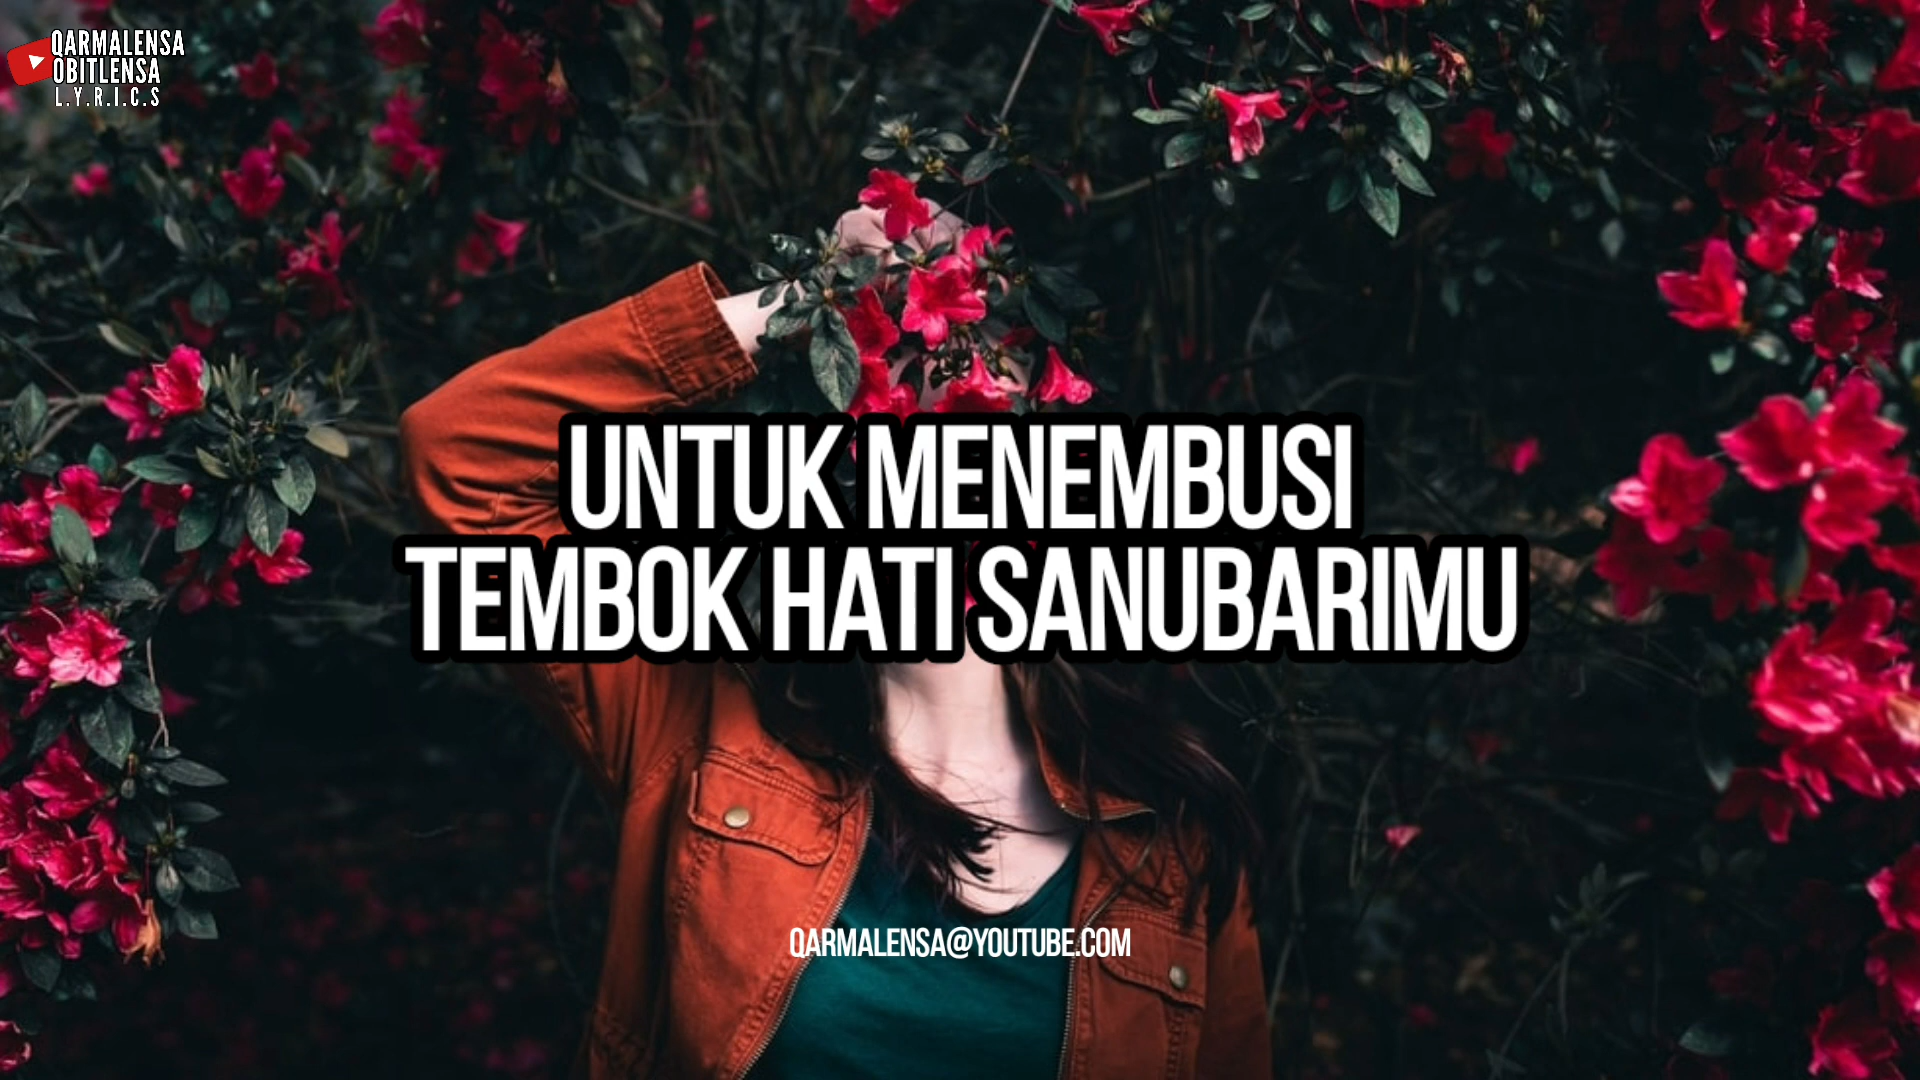 QARMALENSA
OBITLENSA
L.Y.R.I.C.S
UNTUK MENEMBUSI
TEMBOK HATI SANUBARIMU
QARMALENSA@YOUTUBE.COM